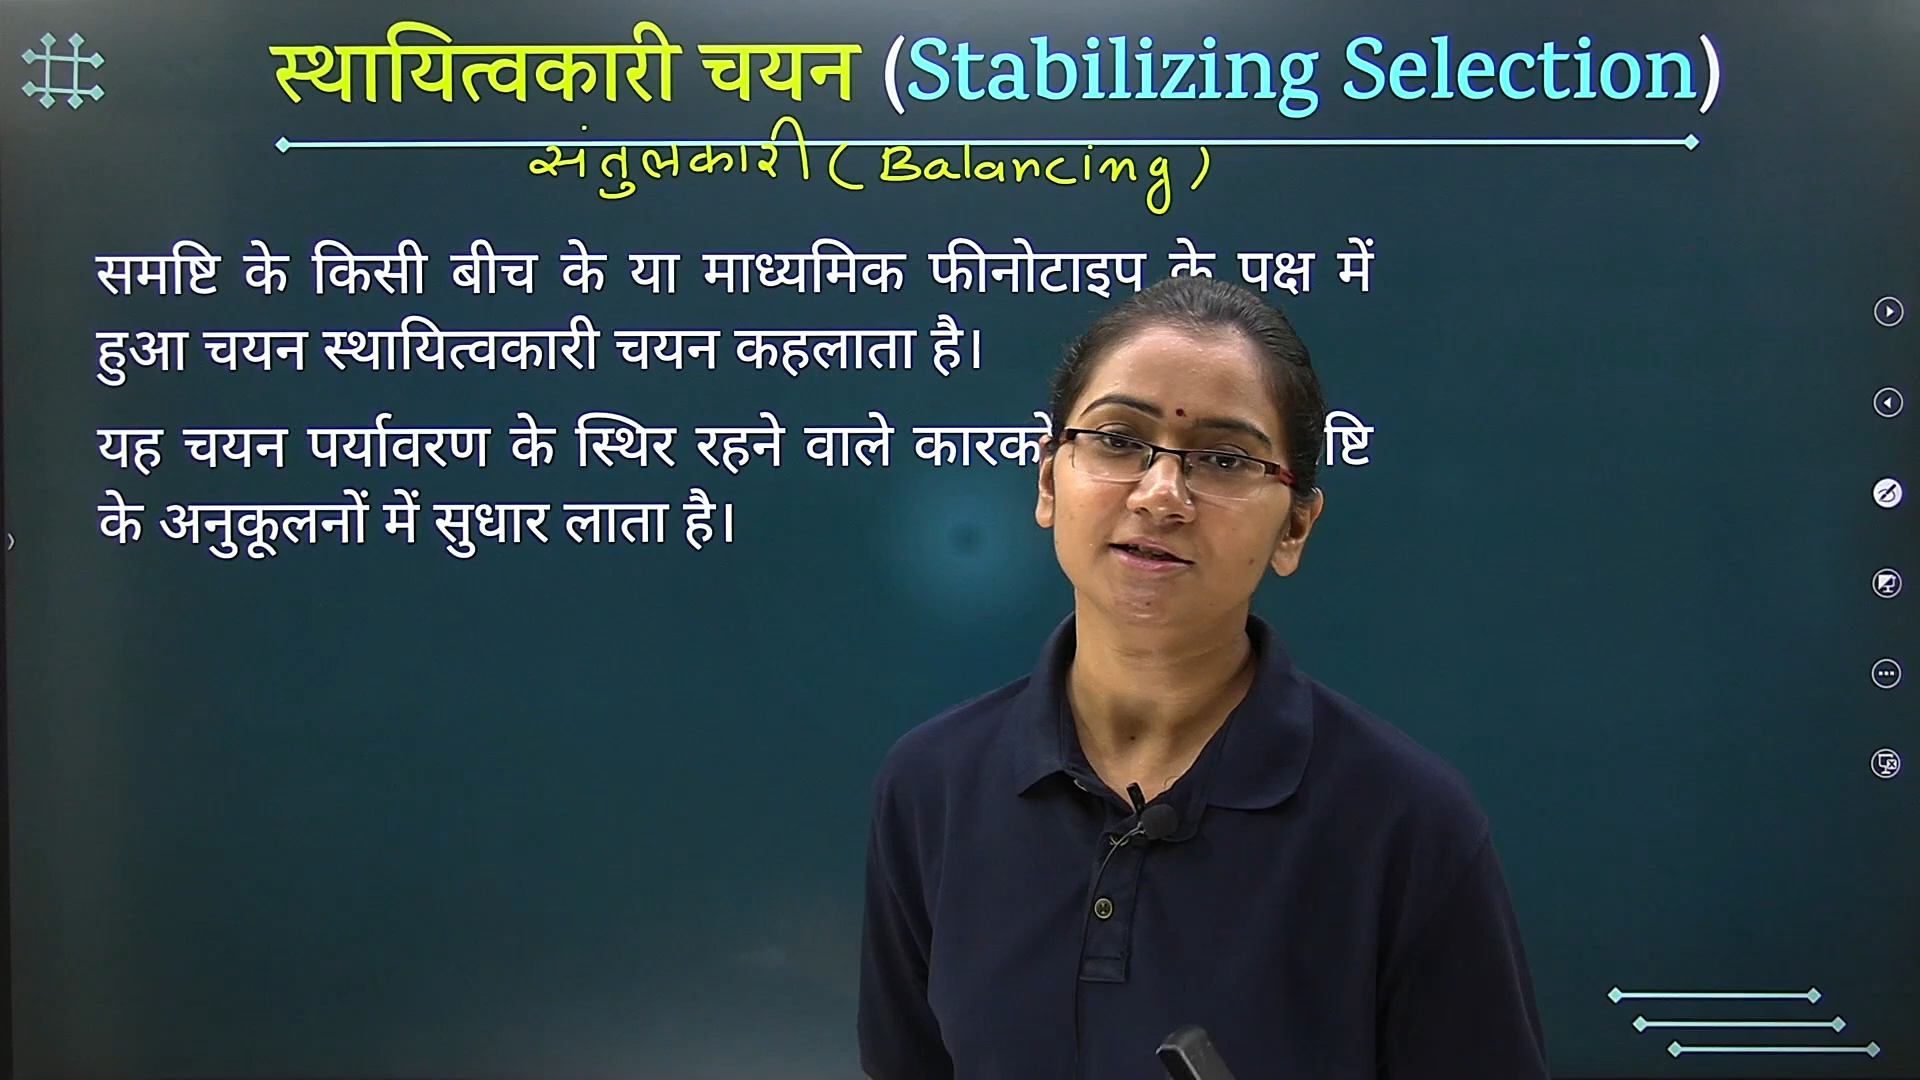 स्थायित्वकारी चयन (Stabilizing Selection)
संतुलकारी ( Balancing )
समष्टि के किसी बीच के या माध्यमिक फीनोटाइप के पक्ष में
हुआ चयन स्थायित्वकारी चयन कहलाता है।
यह चयन पर्यावरण के स्थिर रहने वाले
के अनुकूलनों में सुधार लाता है।